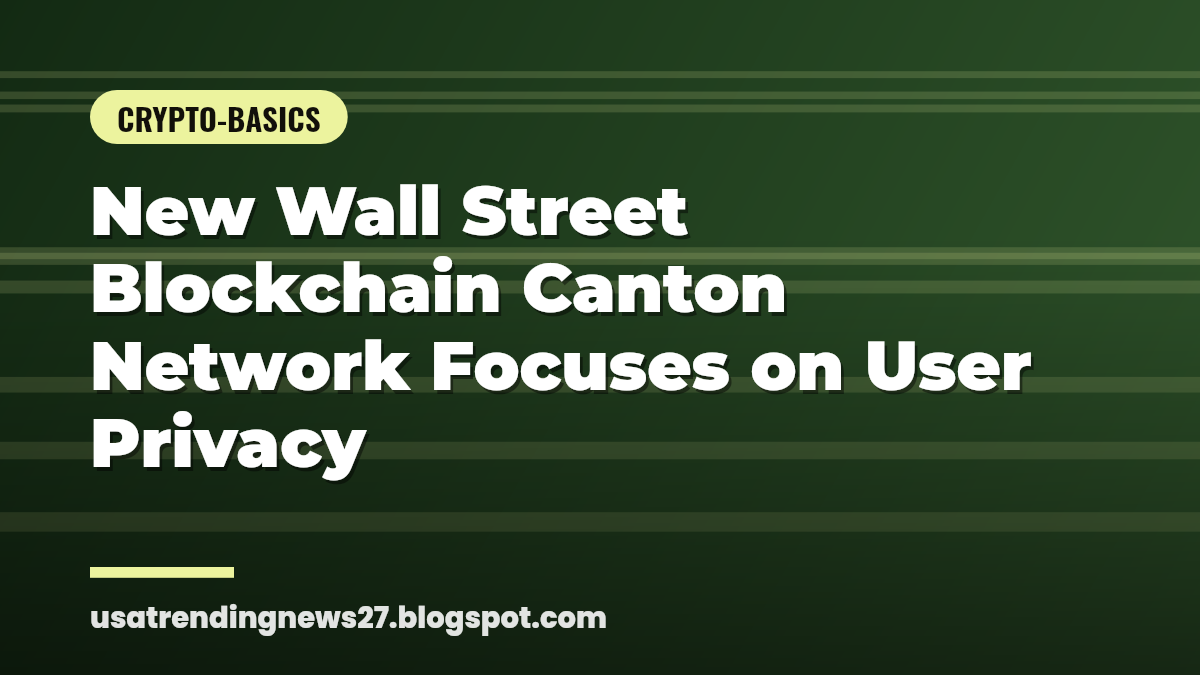 CRYPTO-BASICS
New Wall Street
Blockchain Canton
Network Focuses on User
Privacy
usatrendingnews27.blogspot.com